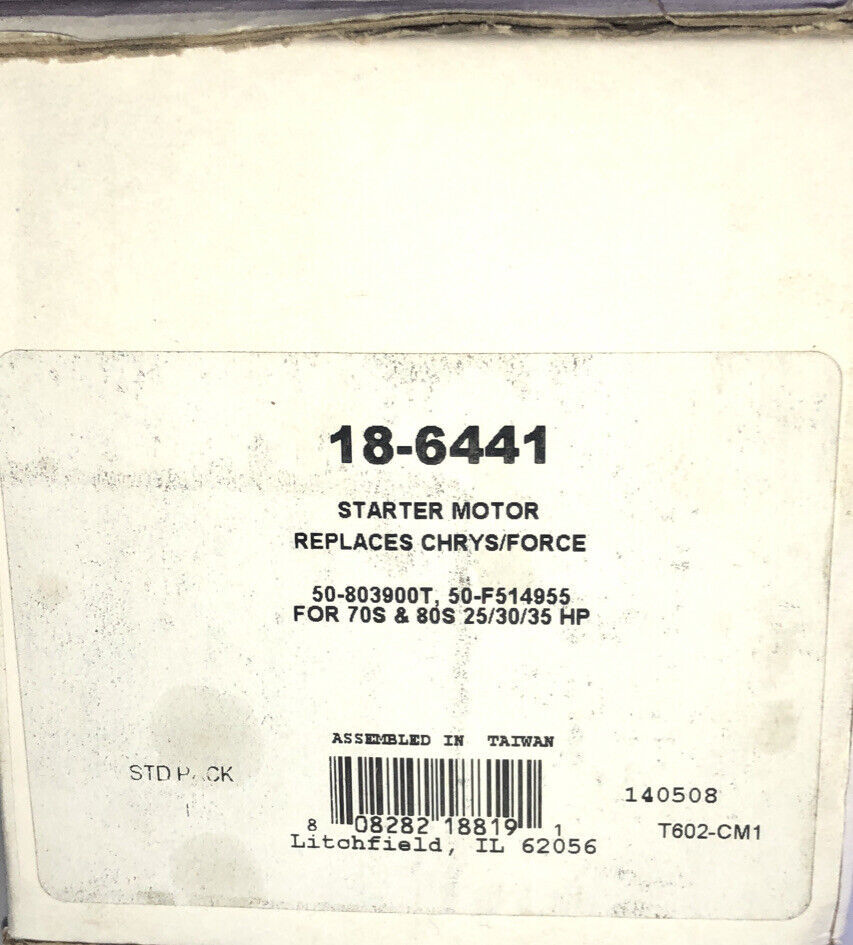 18-6441
STARTER MOTOR
REPLACES CHRYS/FORCE
50-803900T, 50-F514955
FOR 70S & 80S 25/30/35 HP
ASSEMBLED IN TAIWAN
STD
140508
8 08282 18819 1
T602-CM1
Litchfield, IL 62056